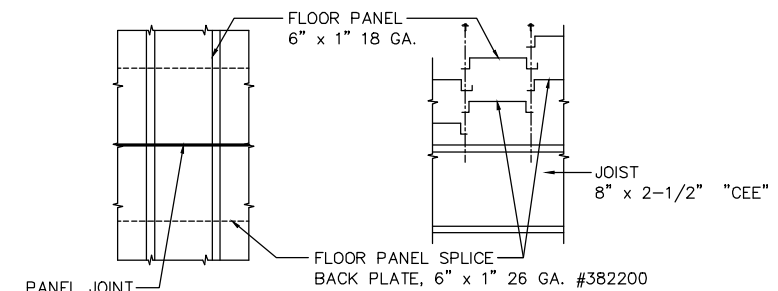 FLOOR PANEL
6" x 1" 18 GA.
JOIST
8" x 2-1/2" "CEE"
FLOOR PANEL SPLICE
BACK PLATE, 6" x 1" 26 GA. #382200
PANEL JOINT